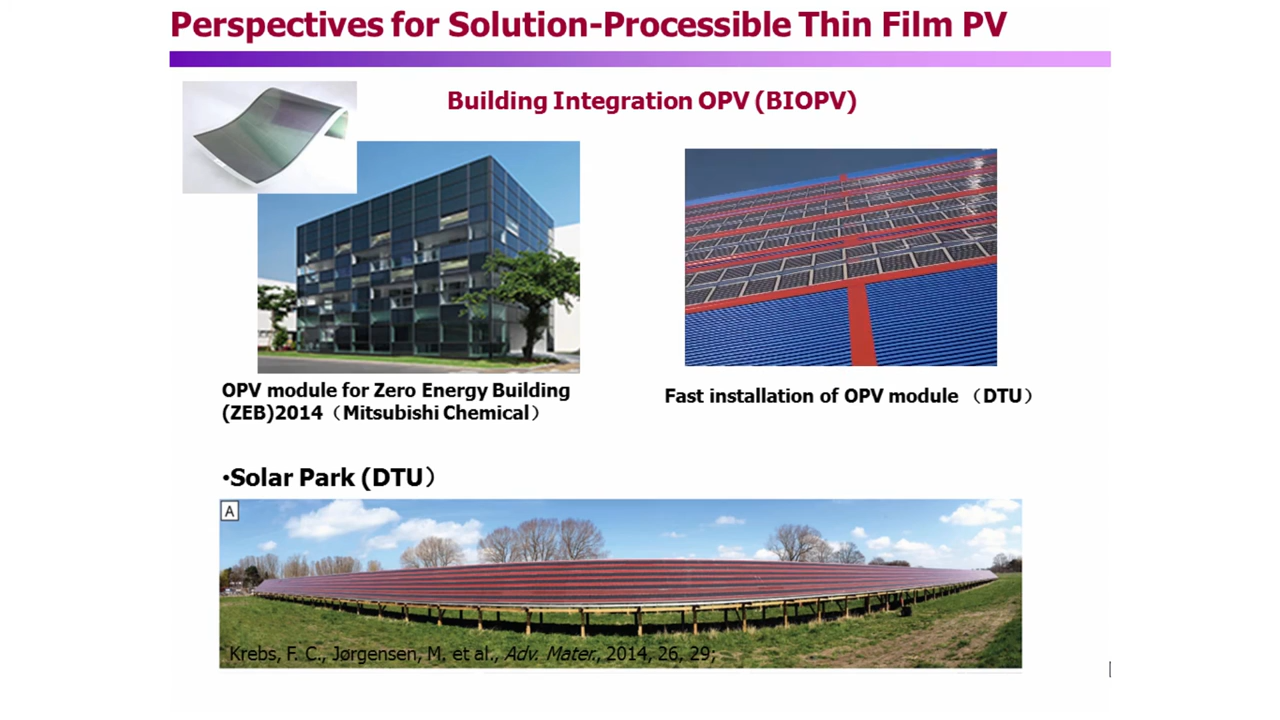 Perspectives for Solution-Processible Thin Film PV
Building Integration OPV (BIOPV)
OPV module for Zero Energy Building
(ZEB)2014（Mitsubishi Chemical）
Fast installation of OPV module （DTU）
•Solar Park (DTU）
A
Krebs, F. C., Jørgensen, M. et al., Adv. Mater., 2014, 26, 29;